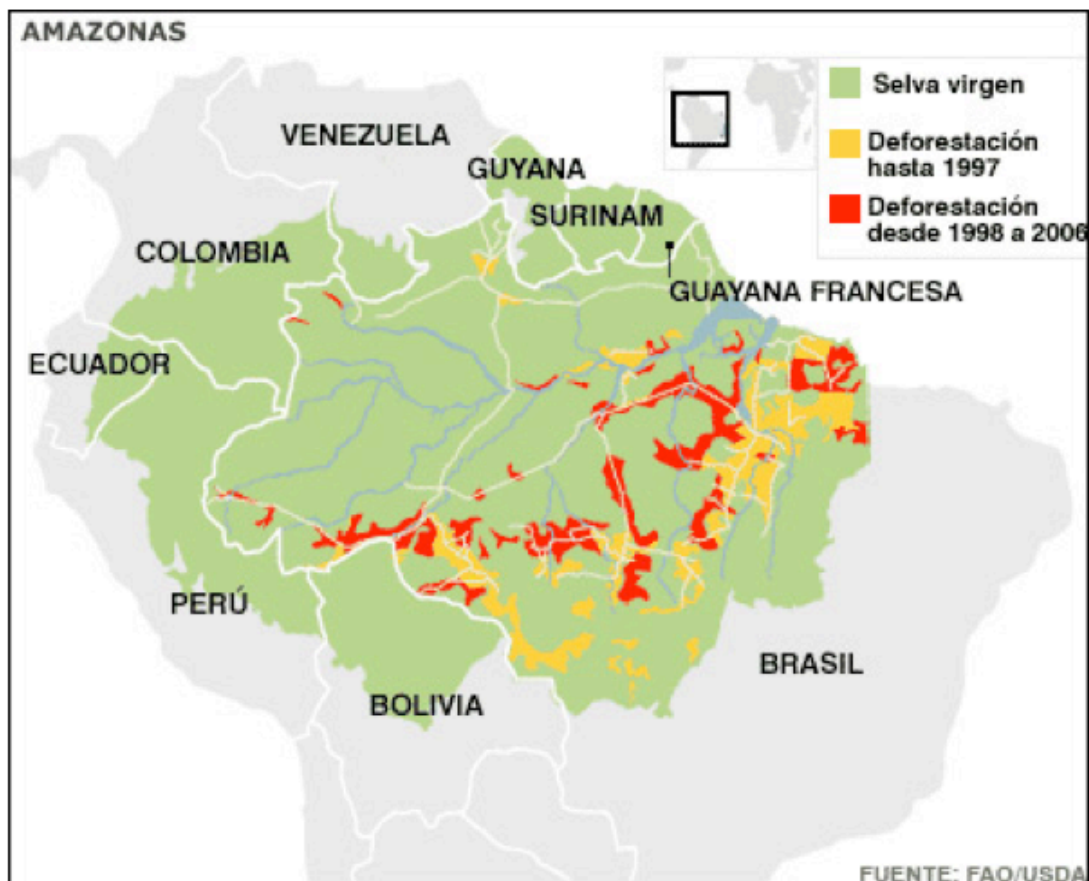 AMAZONAS
Selva virgen
Deforestación
hasta 1997
Deforestación
desde 1998 a 2006
VENEZUELA
GUYANA
SURINAM
COLOMBIA
GUAYANA FRANCESA
ECUADOR
PERÚ
BRASIL
BOLIVIA
FUENTE: FAO/USDA